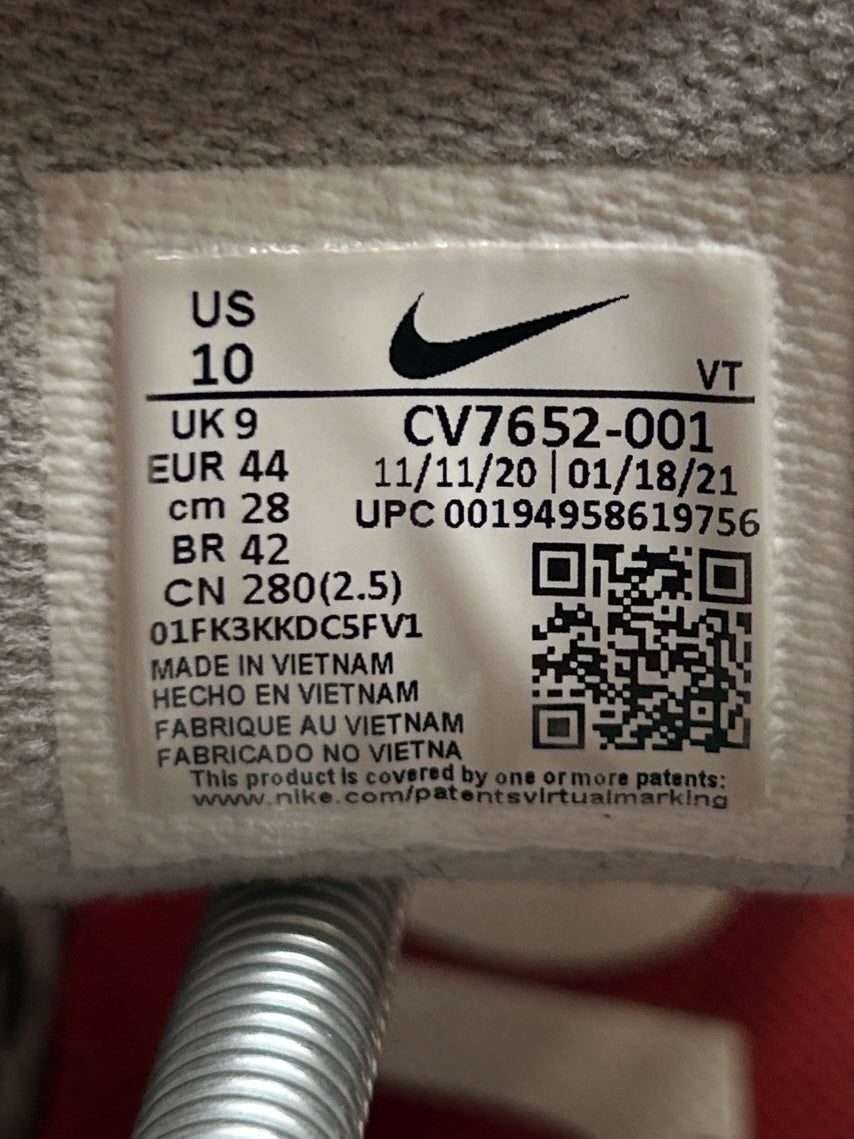 US
10
VT
UK 9
CV7652-001
EUR 44
11/11/20 | 01/18/21
cm 28
UPC 00194958619756
BR 42
CN 280(2.5)
01FK3KKDC5FV1
MADE IN VIETNAM
HECHO EN VIETNAM
FABRIQUE AU VIETNAM
FABRICADO NO VIETNA
This product is covered by one or more patents:
www.nike.com/patentsvirtualmarking